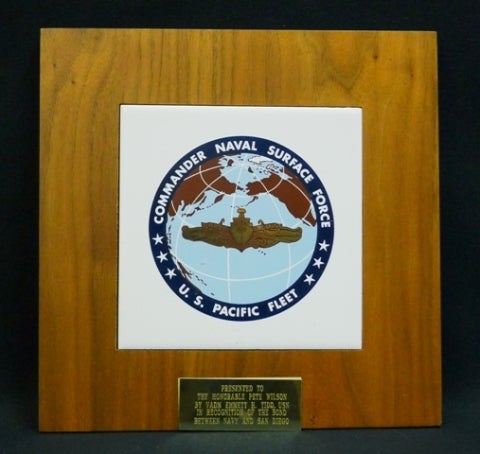 COMMANDER NAVAL SURFACE FORCE
U. S. PACIFIC FLEET
PRESENTED TO
THE HONORABLE PETE WILSON
BY VADM EMMETT H. TIDD, USN
IN RECOGNITION OF THE BOND
BETWEEN NAVY AND SAN DIEGO